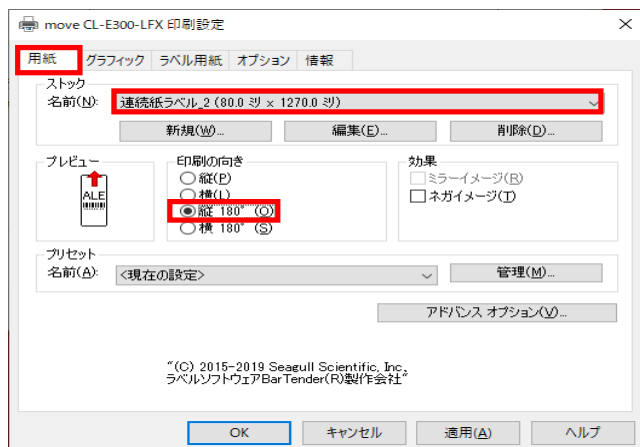 move CL-E300-LFX 印刷設定
用紙 グラフィック ラベル用紙 オプション 情報
ストック
名前(N): 連続紙ラベル_2 (80.0 ミリ x 1270.0 ミリ)
新規(W)... 編集(E)... 削除(D)...
プレビュー 印刷の向き 効果
ALE
縦(P)
横(L)
縦 180° (O)
横 180° (S)
ミラーイメージ(R)
ネガイメージ(T)
プリセット
名前(A): <現在の設定> 管理(M)...
アドバンス オプション(V)...
"(C) 2015-2019 Seagull Scientific, Inc.
ラベルソフトウェアBarTender(R)製作会社"
OK キャンセル 適用(A) ヘルプ